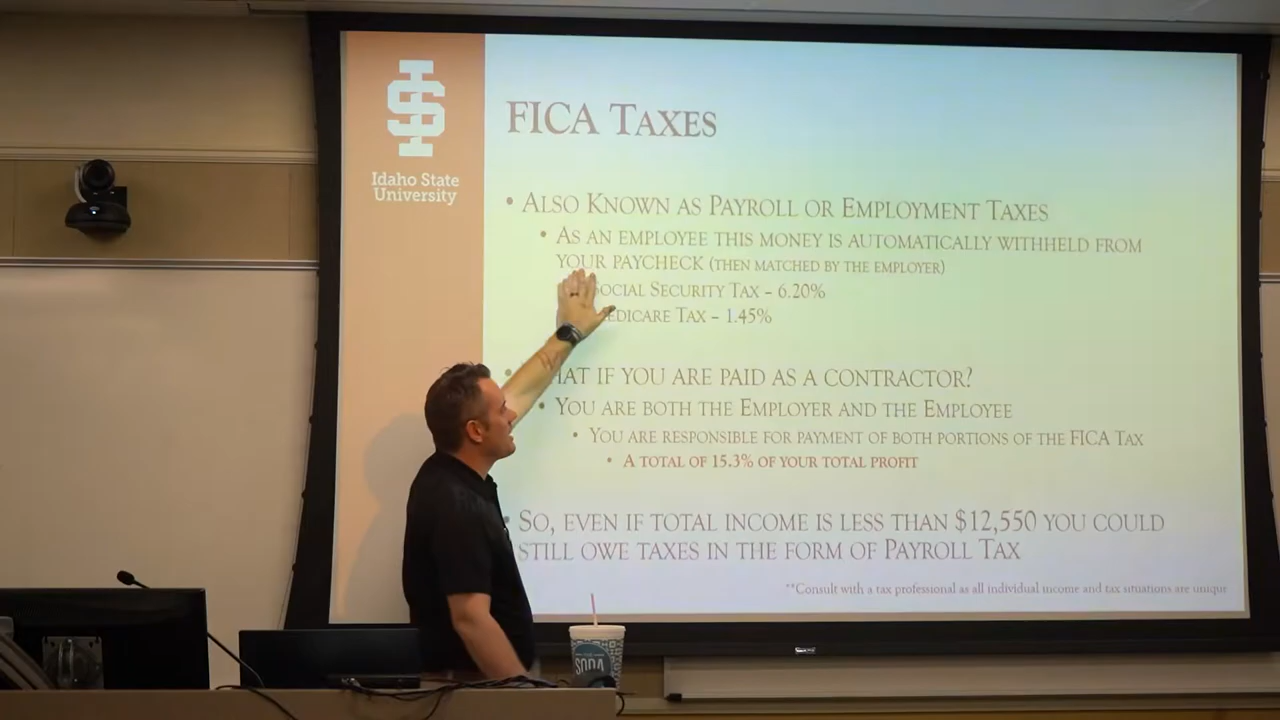 Idaho State
University
FICA TAXES
• ALSO KNOWN AS PAYROLL OR EMPLOYMENT TAXES
• AS AN EMPLOYEE THIS MONEY IS AUTOMATICALLY WITHHELD FROM
YOUR PAYCHECK (THEN MATCHED BY THE EMPLOYER)
SOCIAL SECURITY TAX – 6.20%
EDICARE TAX – 1.45%
HAT IF YOU ARE PAID AS A CONTRACTOR?
• YOU ARE BOTH THE EMPLOYER AND THE EMPLOYEE
• YOU ARE RESPONSIBLE FOR PAYMENT OF BOTH PORTIONS OF THE FICA TAX
• A TOTAL OF 15.3% OF YOUR TOTAL PROFIT
• SO, EVEN IF TOTAL INCOME IS LESS THAN $12,550 YOU COULD
STILL OWE TAXES IN THE FORM OF PAYROLL TAX
**Consult with a tax professional as all individual income and tax situations are unique
SODA